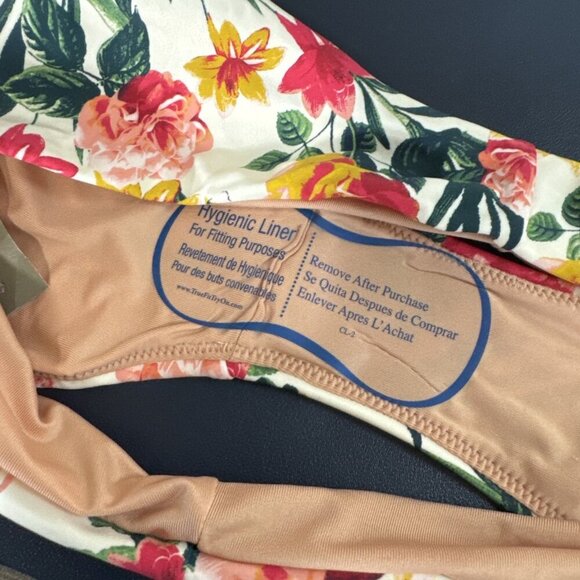 Hygienic Liner
For Fitting Purposes
Revetement de Hygienique
Pour des buts convenables
www.TrueFitTryOn.com
Remove After Purchase
Se Quita Despues de Comprar
Enlever Apres L'Achat
CL-2